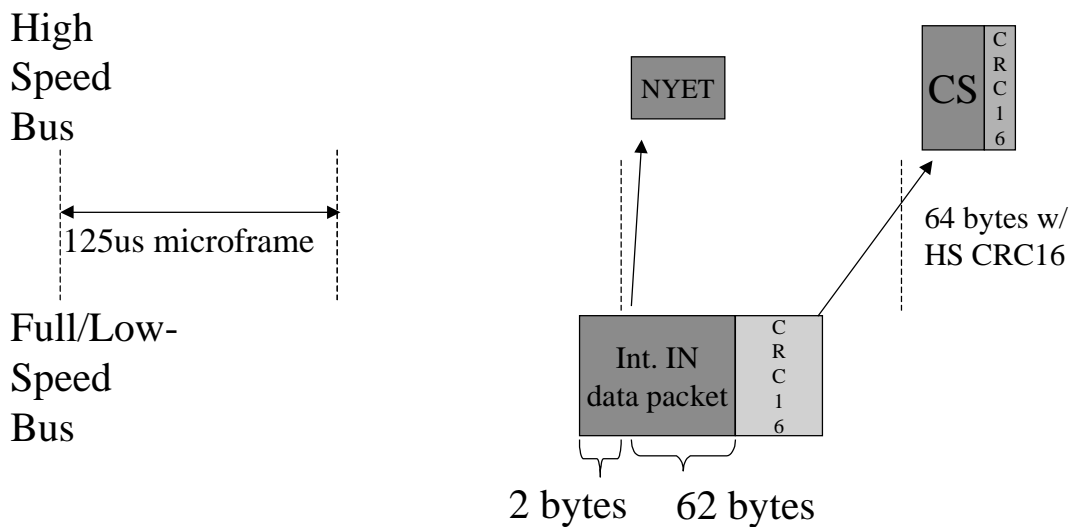 High
Speed
Bus
NYET
CS
C
R
C
1
6
125us microframe
64 bytes w/
HS CRC16
Full/Low-
Speed
Bus
Int. IN
data packet
C
R
C
1
6
2 bytes
62 bytes